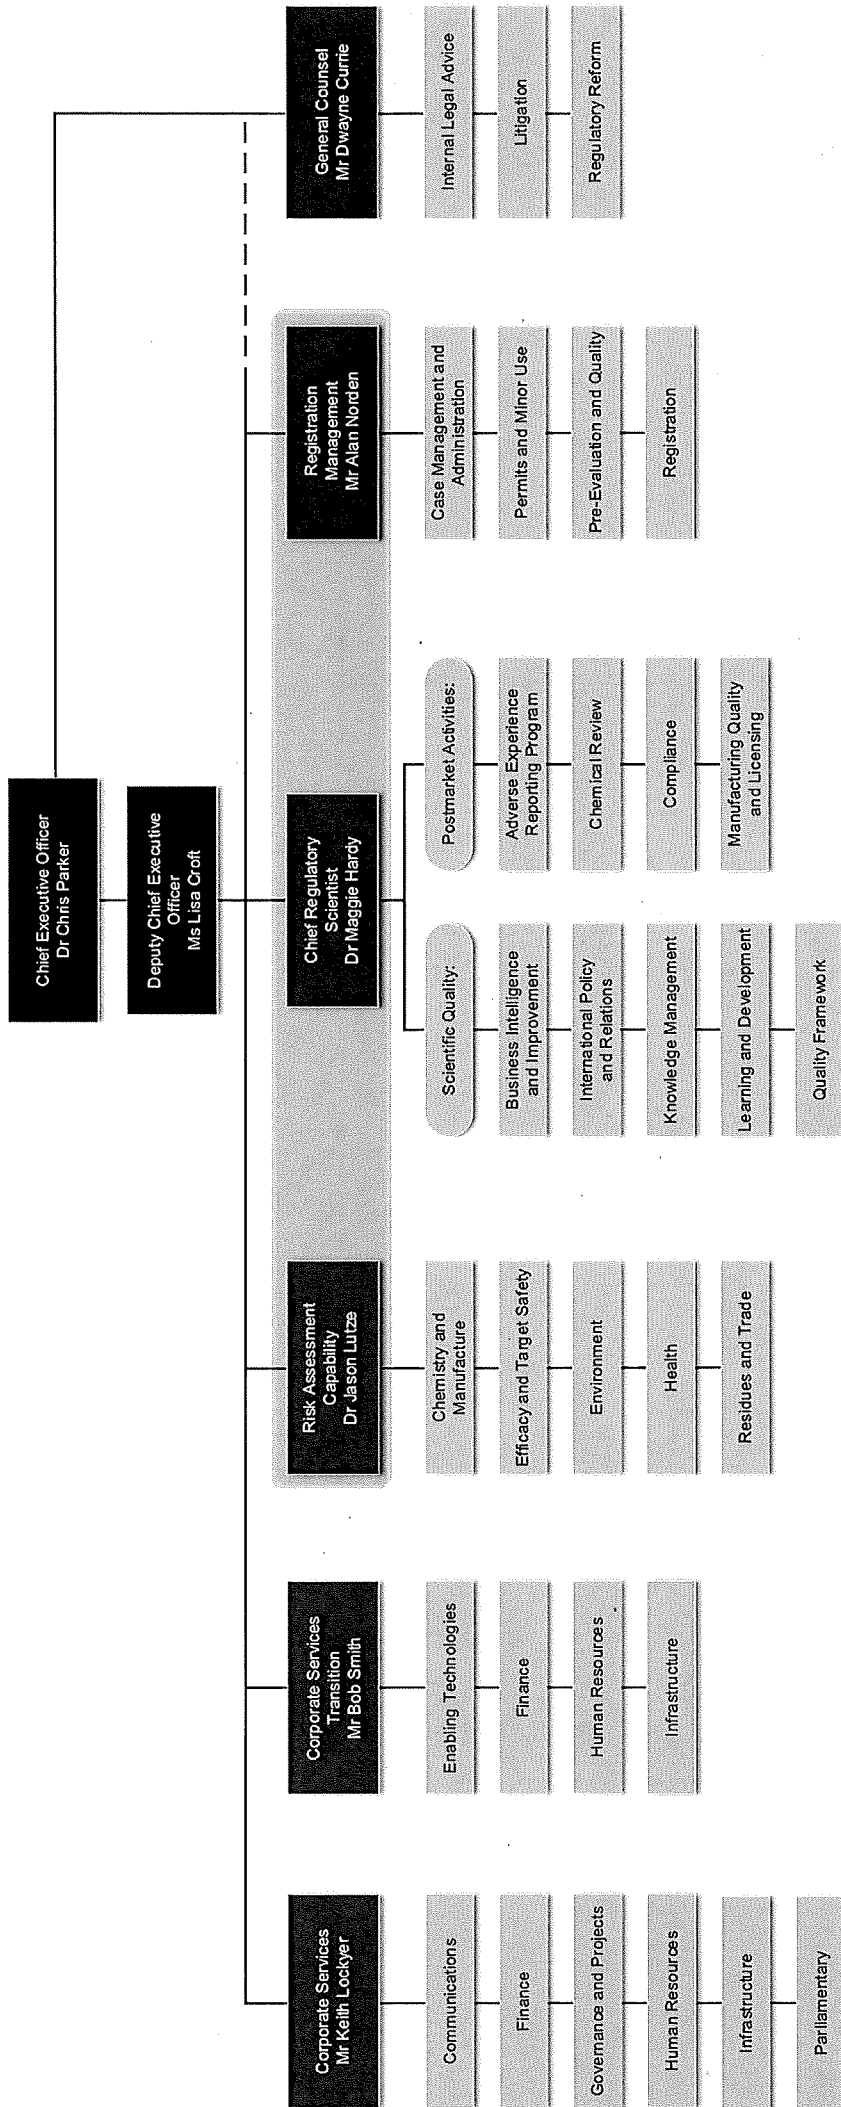 Chief Executive Officer
Dr Chris Parker
Deputy Chief Executive
Officer
Ms Lisa Croft
Corporate Services
Mr Keith Lockyer
Communications
Finance
Governance and Projects
Human Resources
Infrastructure
Parliamentary
Corporate Services
Transition
Mr Bob Smith
Enabling Technologies
Finance
Human Resources
Infrastructure
Risk Assessment
Capability
Dr Jason Lutze
Chemistry and
Manufacture
Efficacy and Target Safety
Environment
Health
Residues and Trade
Chief Regulatory
Scientist
Dr Maggie Hardy
Scientific Quality:
Business Intelligence
and Improvement
International Policy
and Relations
Knowledge Management
Learning and Development
Quality Framework
Postmarket Activities:
Adverse Experience
Reporting Program
Chemical Review
Compliance
Manufacturing Quality
and Licensing
Registration
Management
Mr Alan Norden
Case Management and
Administration
Permits and Minor Use
Pre-Evaluation and Quality
Registration
General Counsel
Mr Dwayne Currie
Internal Legal Advice
Litigation
Regulatory Reform